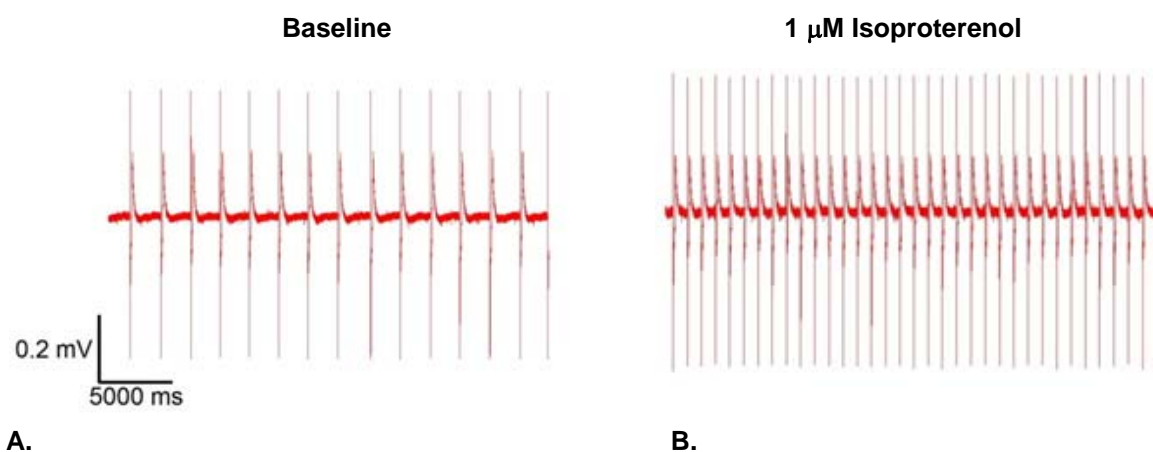 Baseline
1 μM Isoproterenol
0.2 mV
5000 ms
A.
B.